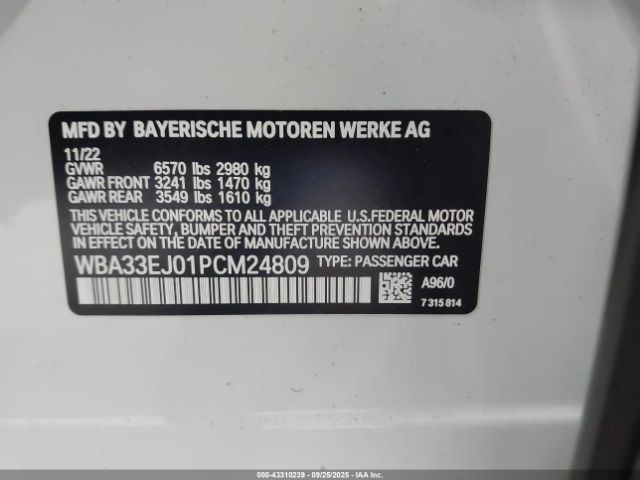 MFD BY BAYERISCHE MOTOREN WERKE AG
11/22
GVWR 6570 lbs 2980 kg
GAWR FRONT 3241 lbs 1470 kg
GAWR REAR 3549 lbs 1610 kg
THIS VEHICLE CONFORMS TO ALL APPLICABLE U.S.FEDERAL MOTOR
VEHICLE SAFETY, BUMPER AND THEFT PREVENTION STANDARDS
IN EFFECT ON THE DATE OF MANUFACTURE SHOWN ABOVE.
WBA33EJ01PCM24809 TYPE: PASSENGER CAR
A96/0
7 315 814
000-43310239 - 09/25/2025 - Copyright IAA, LLC